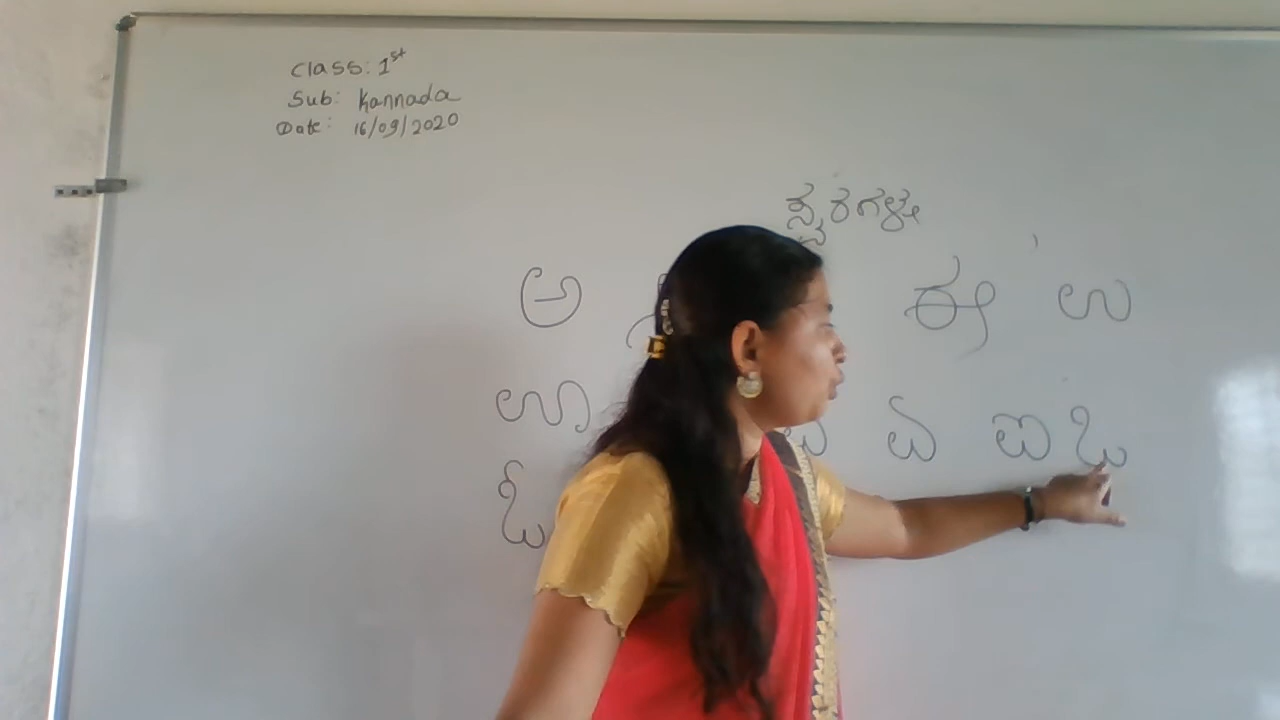 Class: 1st
Sub: Kannada
Date: 16/09/2020
ಸ್ವರಗಳು
ಅ ಈ ಉ
ಊ ಏ ಐ ಒ
ಓ